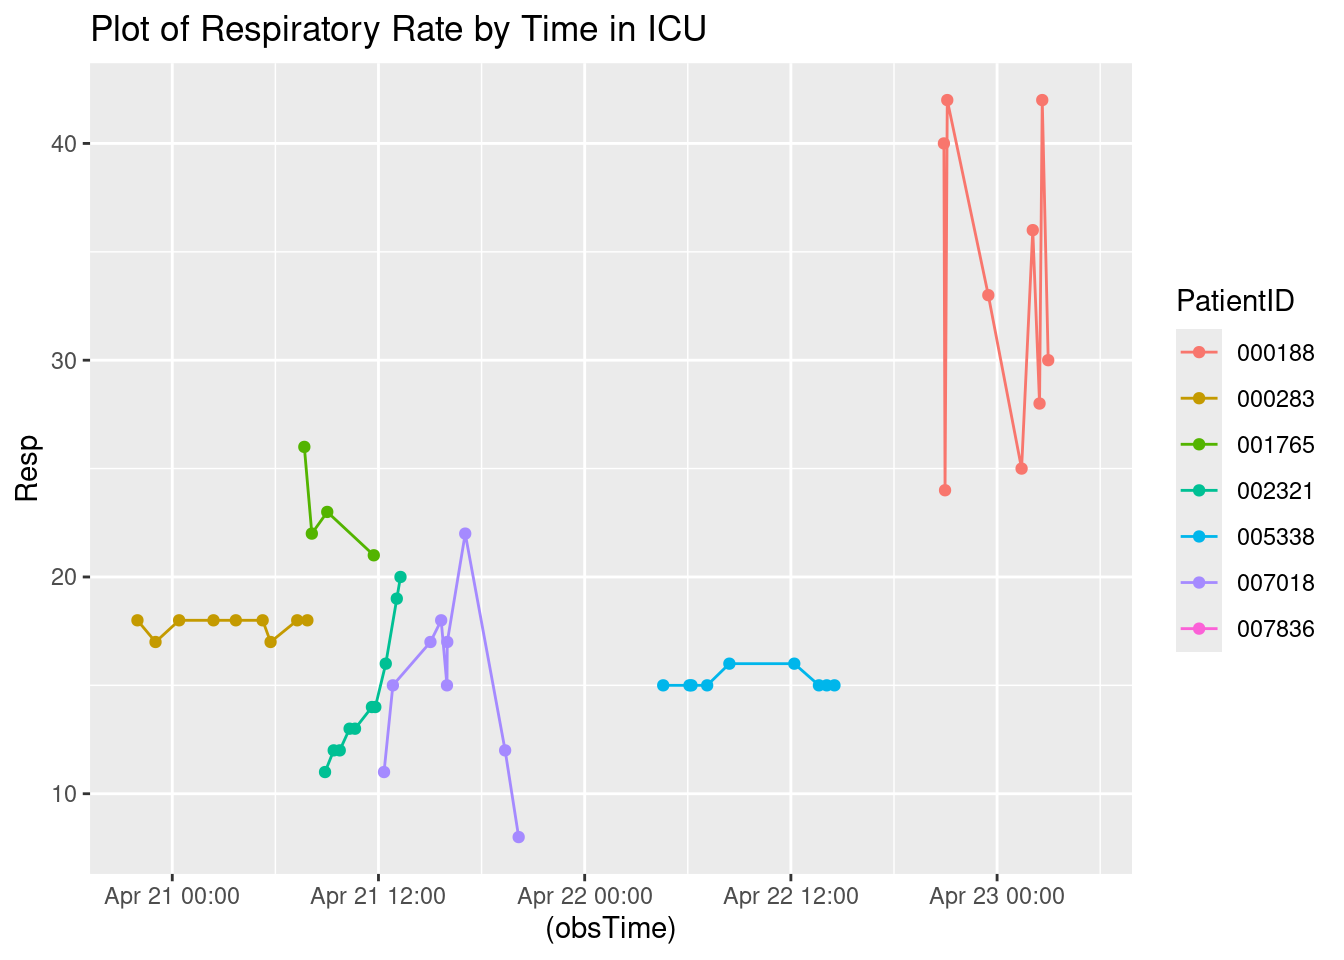 Plot of Respiratory Rate by Time in ICU
Resp
40
30
20
10
Apr 21 00:00
Apr 21 12:00
Apr 22 00:00
Apr 22 12:00
Apr 23 00:00
(obsTime)
PatientID
000188
000283
001765
002321
005338
007018
007836